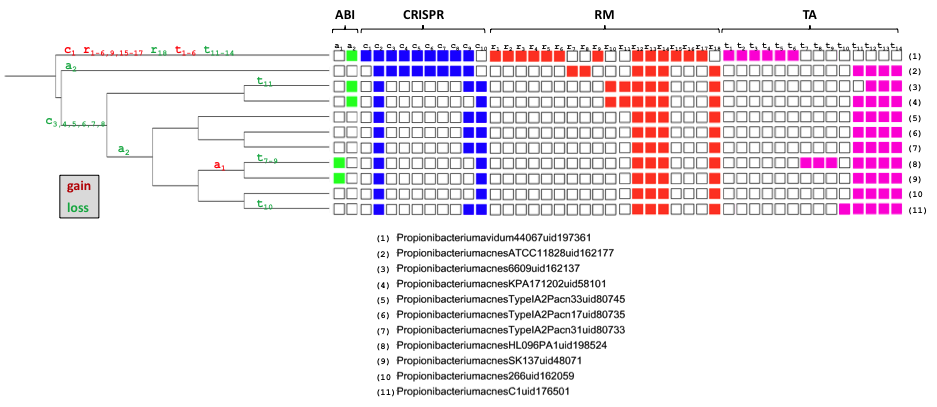 ABI CRISPR RM TA
a₁ a₂ c₁ c₂ c₃ c₄ c₅ c₆ c₇ c₈ c₉ c₁₀ r₁ r₂ r₃ r₄ r₅ r₆ r₇ r₈ r₉ r₁₀ r₁₁ r₁₂ r₁₃ r₁₄ r₁₅ r₁₆ r₁₇ r₁₈ t₁ t₂ t₃ t₄ t₅ t₆ t₇ t₈ t₉ t₁₀ t₁₁ t₁₂ t₁₃ t₁₄
c₁ r₁₋₆,₉,₁₅₋₁₇ r₁₈ t₁₋₆ t₁₁₋₁₄ (1)
a₂ (2)
t₁₁ (3)
(4)
c₃,₄,₅,₆,₇,₈ (5)
(6)
a₂ (7)
a₁ t₇₋₉ (8)
(9)
gain (10
loss t₁₀ (11)
(1) Propionibacteriumavidum44067uid197361
(2) PropionibacteriumacnesATCC11828uid162177
(3) Propionibacteriumacnes6609uid162137
(4) PropionibacteriumacnesKPA171202uid58101
(5) PropionibacteriumacnesTypeIA2Pacn33uid80745
(6) PropionibacteriumacnesTypeIA2Pacn17uid80735
(7) PropionibacteriumacnesTypeIA2Pacn31uid80733
(8) PropionibacteriumacnesHL096PA1uid198524
(9) PropionibacteriumacnesSK137uid48071
(10 Propionibacteriumacnes266uid162059
(11) PropionibacteriumacnesC1uid176501